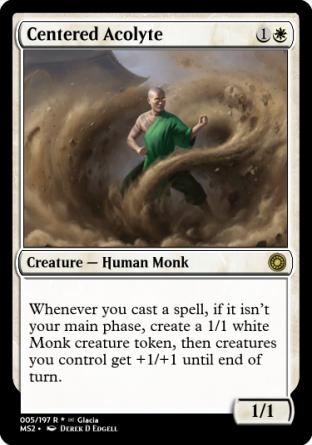 Centered Acolyte 1
Creature — Human Monk
Whenever you cast a spell, if it isn't
your main phase, create a 1/1 white
Monk creature token, then creatures
you control get +1/+1 until end of
turn.
1/1
005/197 R * ∞ Glacia
MS2 • Derek D Edgell